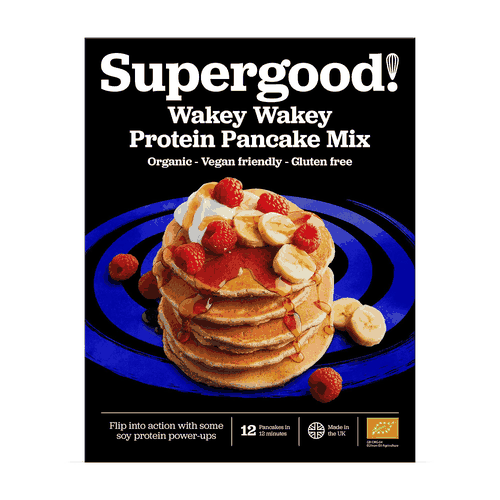 Supergood!
Wakey Wakey
Protein Pancake Mix
Organic - Vegan friendly - Gluten free
Flip into action with some
soy protein power-ups
12 Pancakes in
12 minutes
Made in
the UK